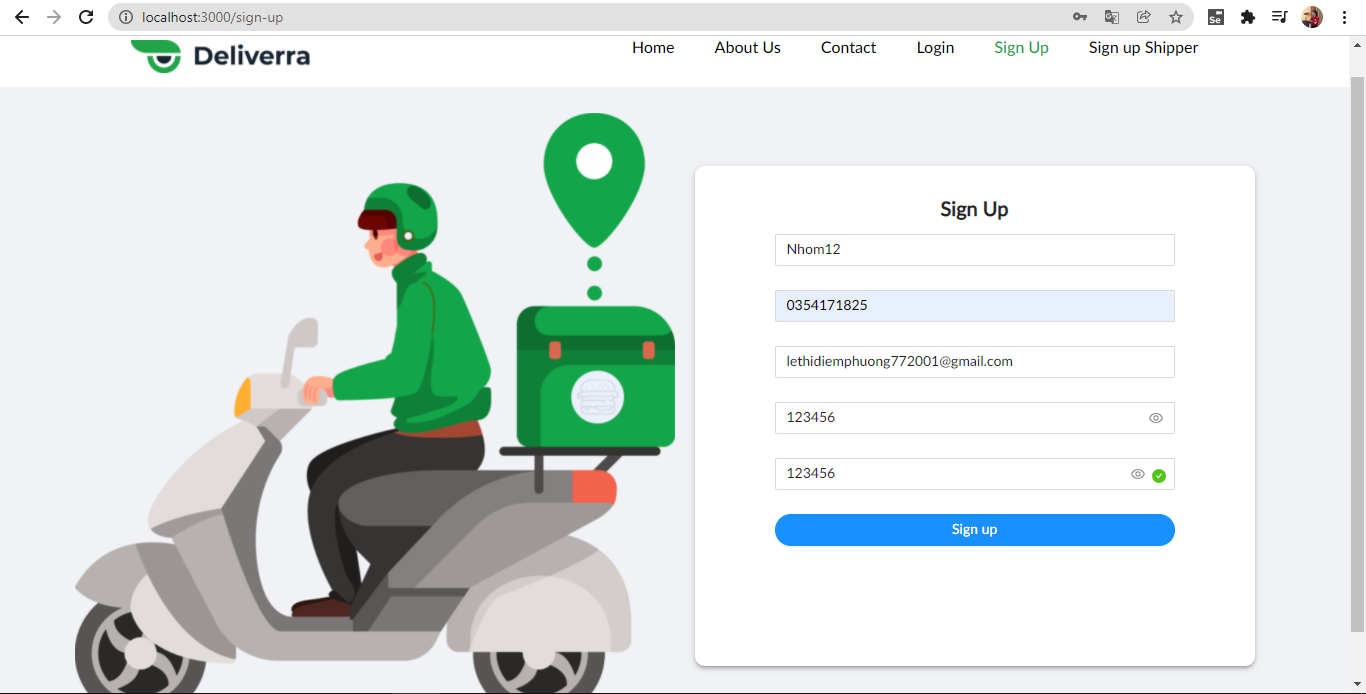 localhost:3000/sign-up
Se
Deliverra
Home About Us Contact Login Sign Up Sign up Shipper
Sign Up
Nhom12
0354171825
lethidiemphuong772001@gmail.com
123456
123456
Sign up